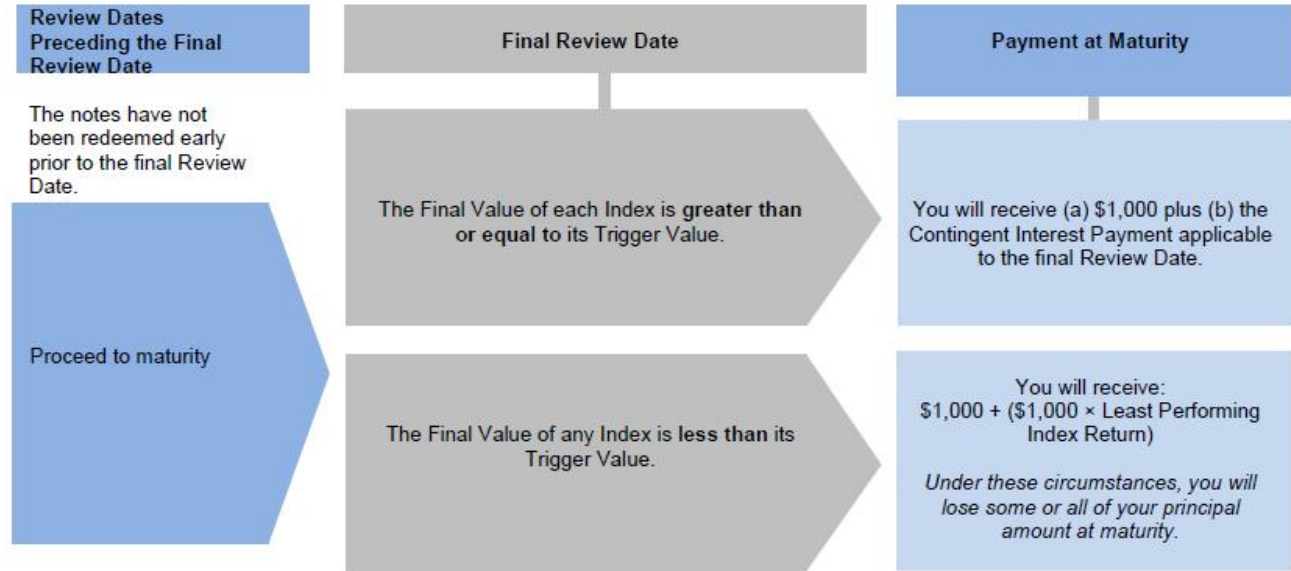 Review Dates
Preceding the Final
Review Date
Final Review Date
Payment at Maturity
The notes have not
been redeemed early
prior to the final Review
Date.
Proceed to maturity
The Final Value of each Index is greater than
or equal to its Trigger Value.
You will receive (a) $1,000 plus (b) the
Contingent Interest Payment applicable
to the final Review Date.
The Final Value of any Index is less than its
Trigger Value.
You will receive:
$1,000 + ($1,000 × Least Performing
Index Return)
Under these circumstances, you will
lose some or all of your principal
amount at maturity.